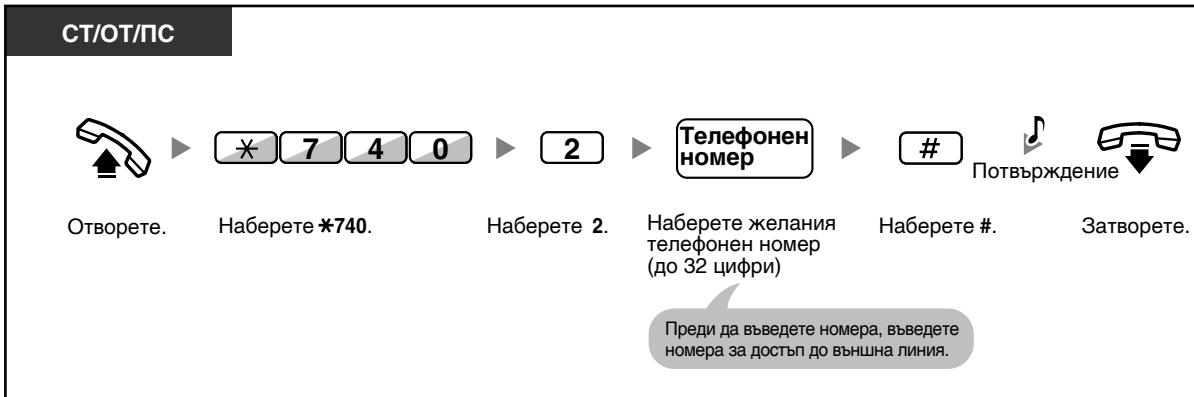 СТ/ОТ/ПС
* 7 4 0 2 Телефонен
номер # Потвърждение
Отворете. Наберете *740. Наберете 2. Наберете желания
телефонен номер
(до 32 цифри) Наберете #. Затворете.
Преди да въведете номера, въведете
номера за достъп до външна линия.